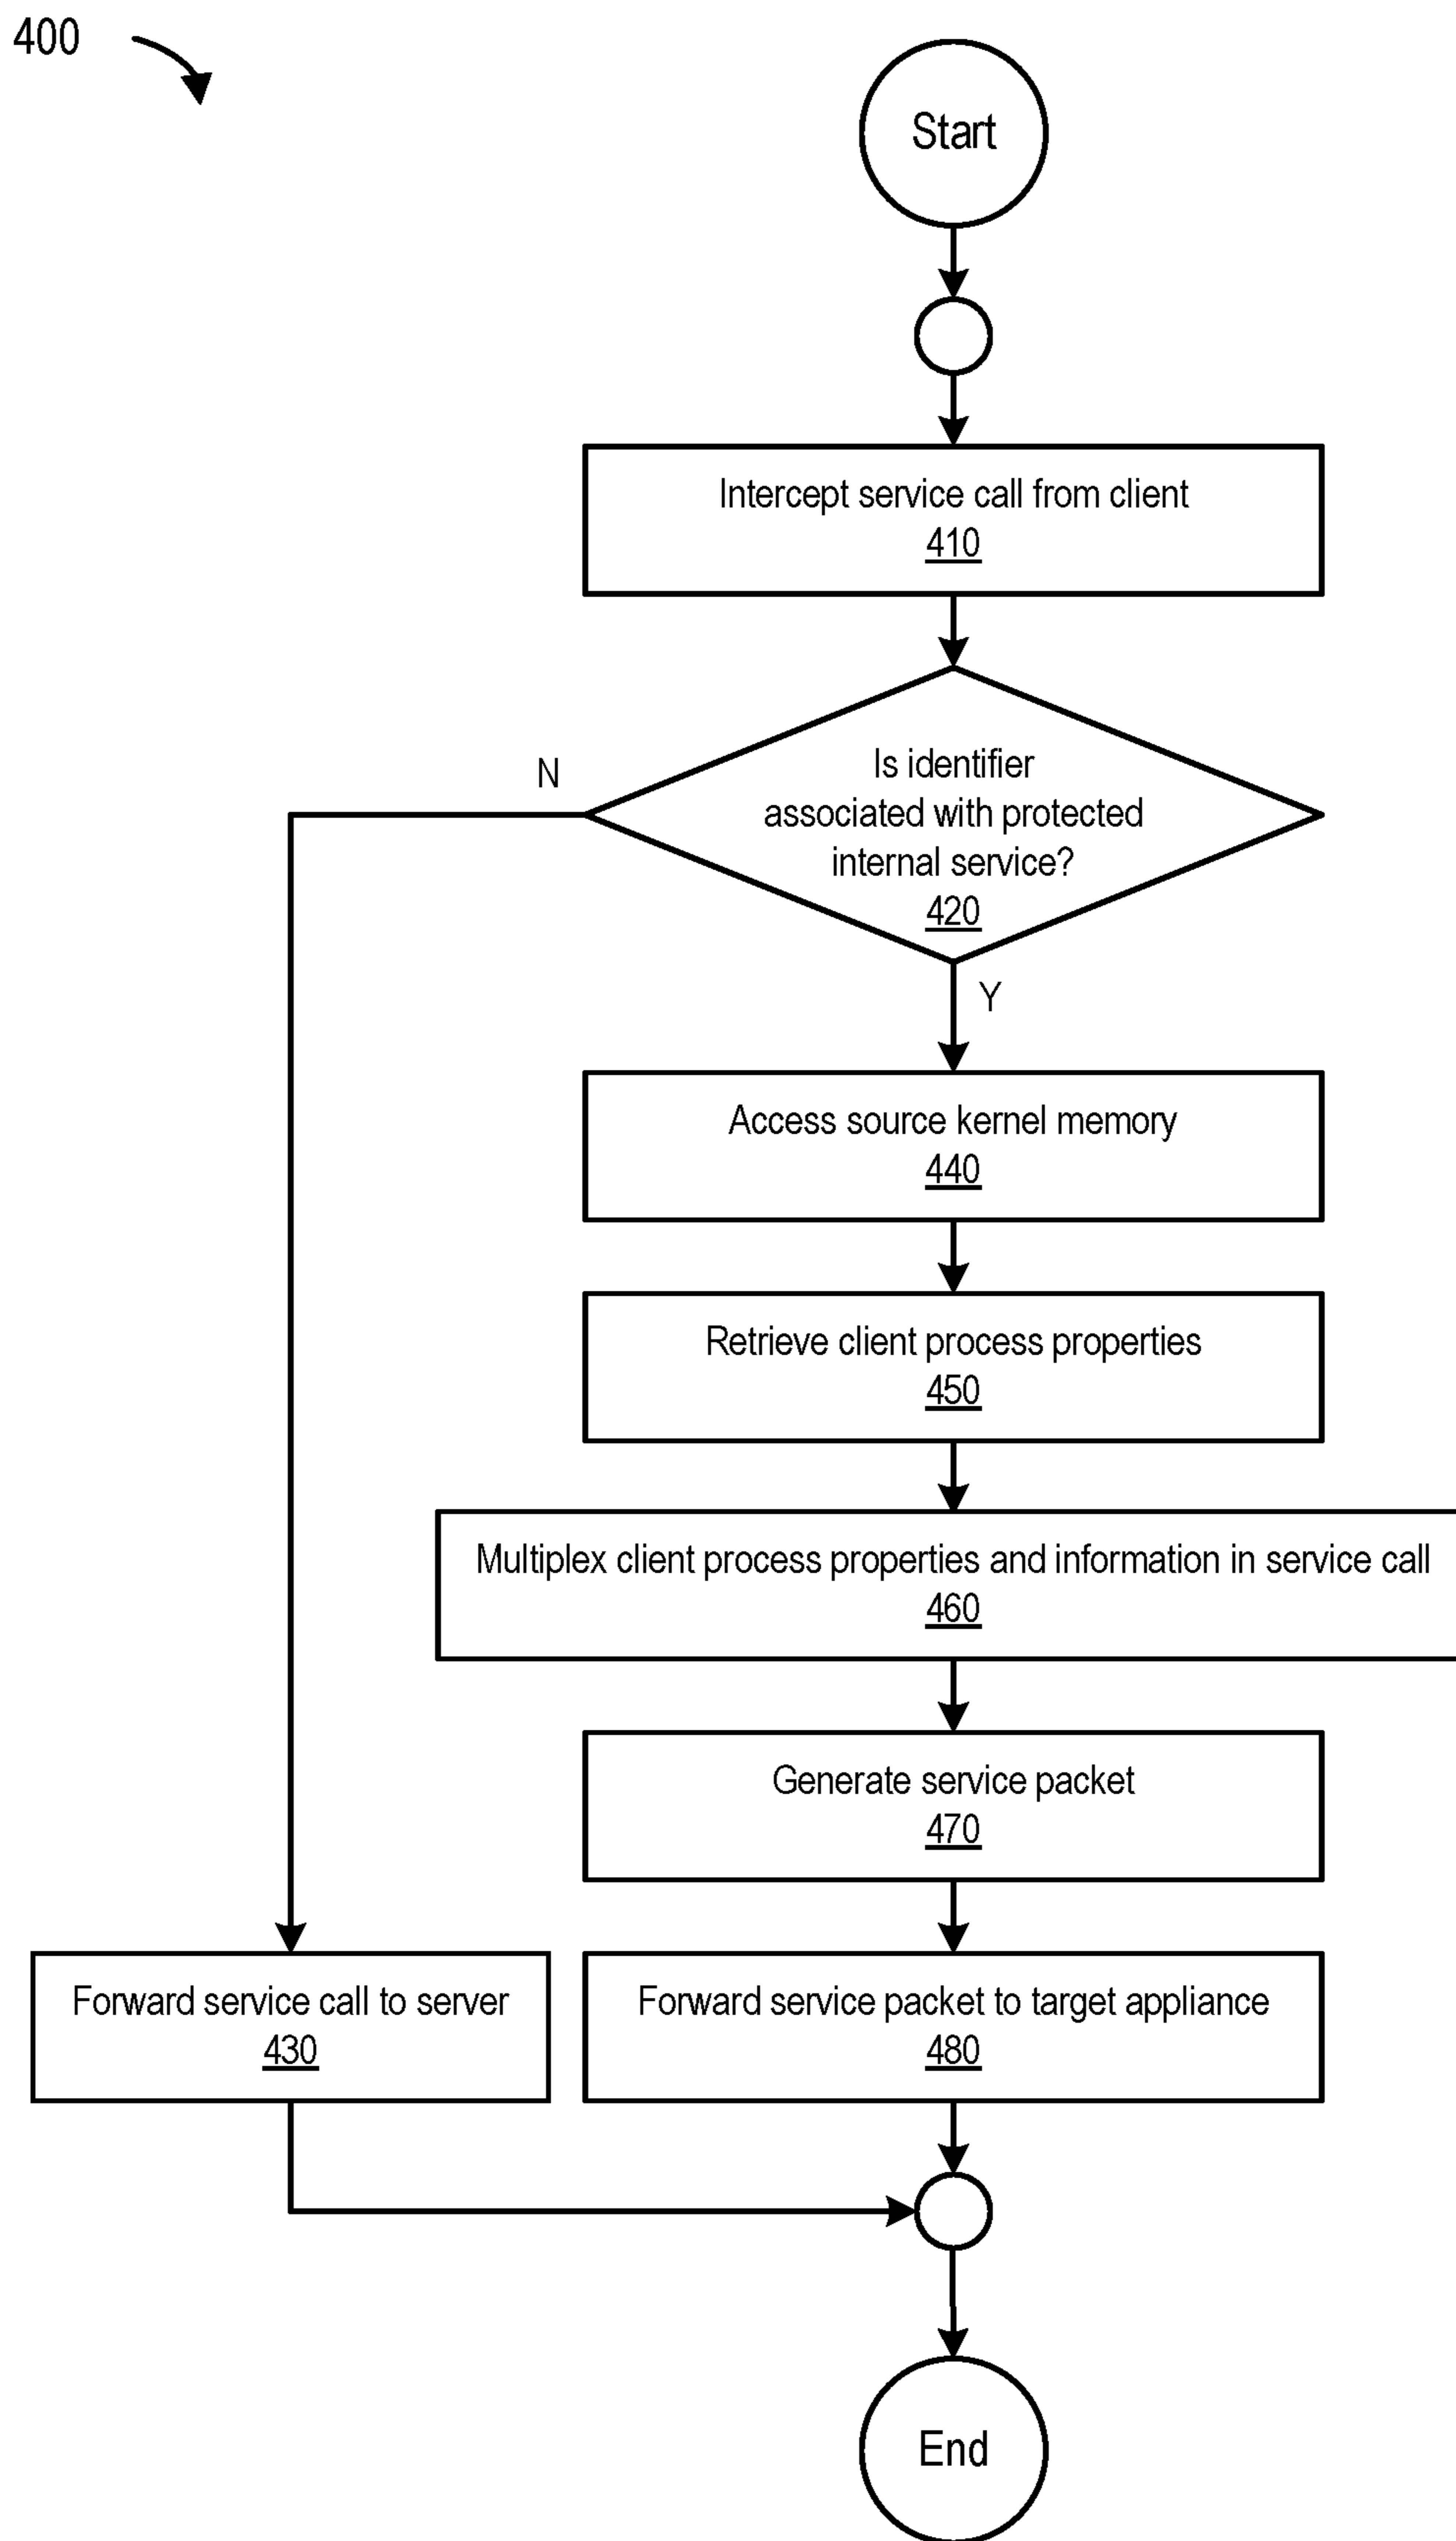 400
Start
Intercept service call from client
410
Is identifier
associated with protected
internal service?
420
N
Y
Access source kernel memory
440
Retrieve client process properties
450
Multiplex client process properties and information in service call
460
Generate service packet
470
Forward service call to server
430
Forward service packet to target appliance
480
End